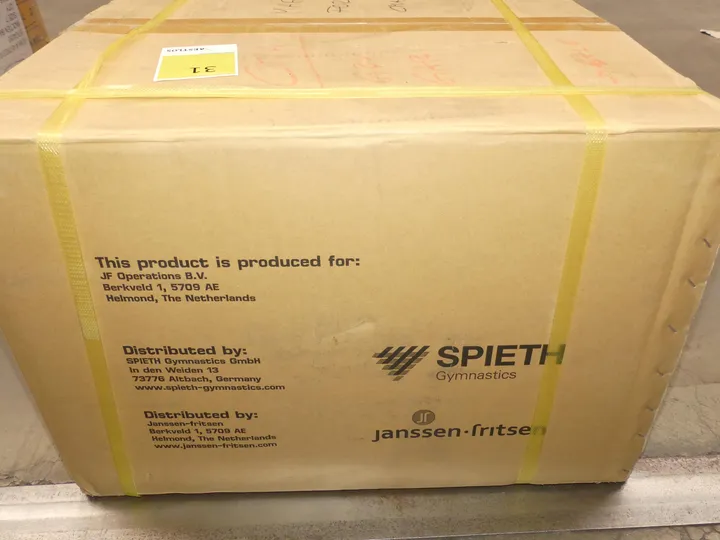 31
This product is produced for:
JF Operations B.V.
Berkveld 1, 5709 AE
Helmond, The Netherlands
Distributed by:
SPIETH Gymnastics GmbH
In den Weiden 13
73776 Altbach, Germany
www.spieth-gymnastics.com
SPIETH
Gymnastics
Distributed by:
Janssen-fritsen
Berkveld 1, 5709 AE
Helmond, The Netherlands
www.janssen-fritsen.com
JF
janssen·fritsen